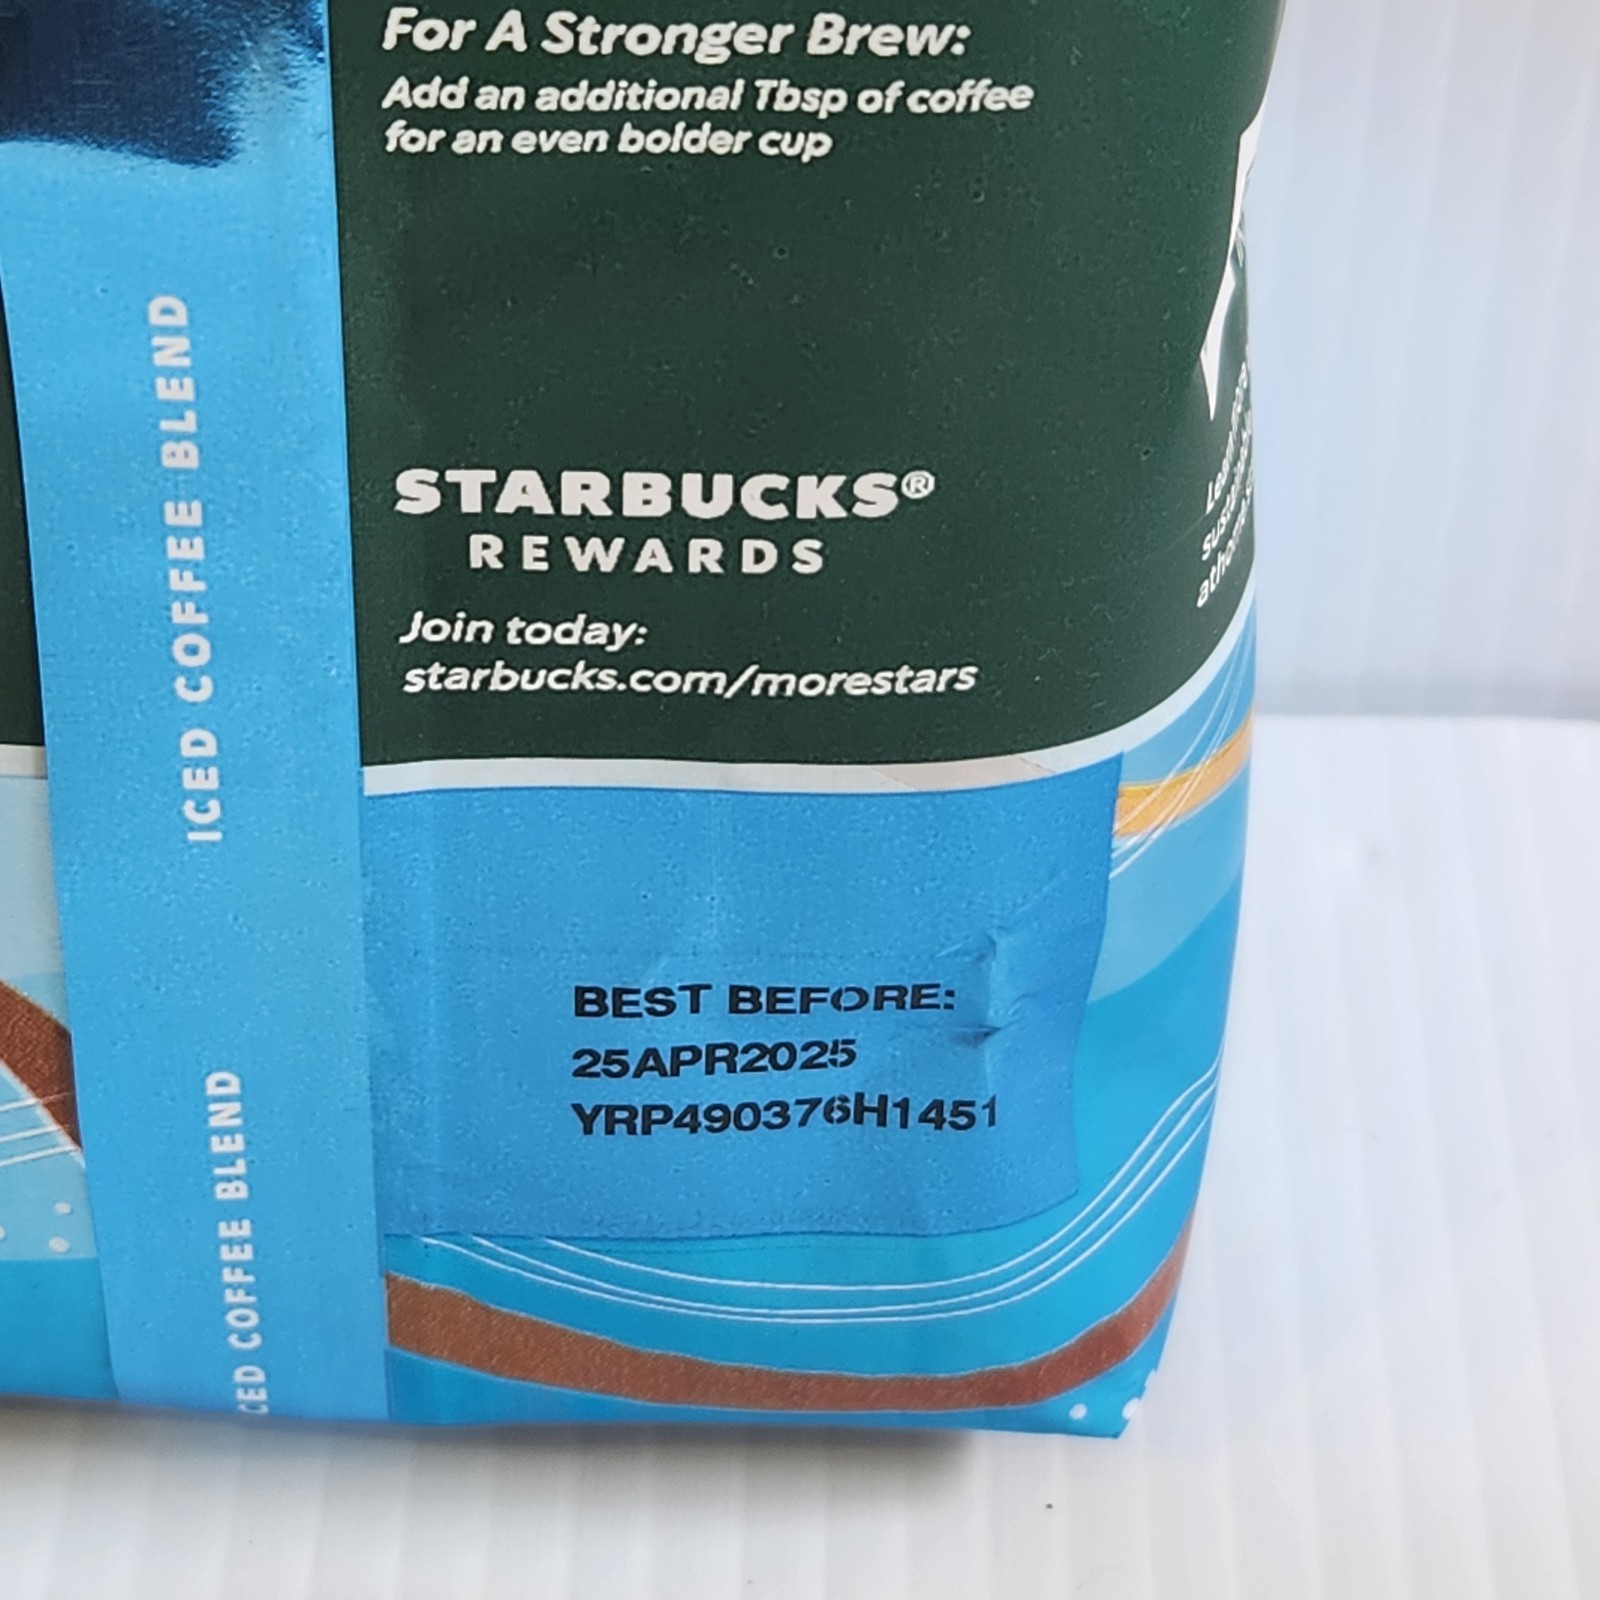 For A Stronger Brew:
Add an additional Tbsp of coffee
for an even bolder cup
ICED COFFEE BLEND
STARBUCKS®
REWARDS
Join today:
starbucks.com/morestars
BEST BEFORE:
25APR2025
YRP490376H1451
COFFEE BLEND